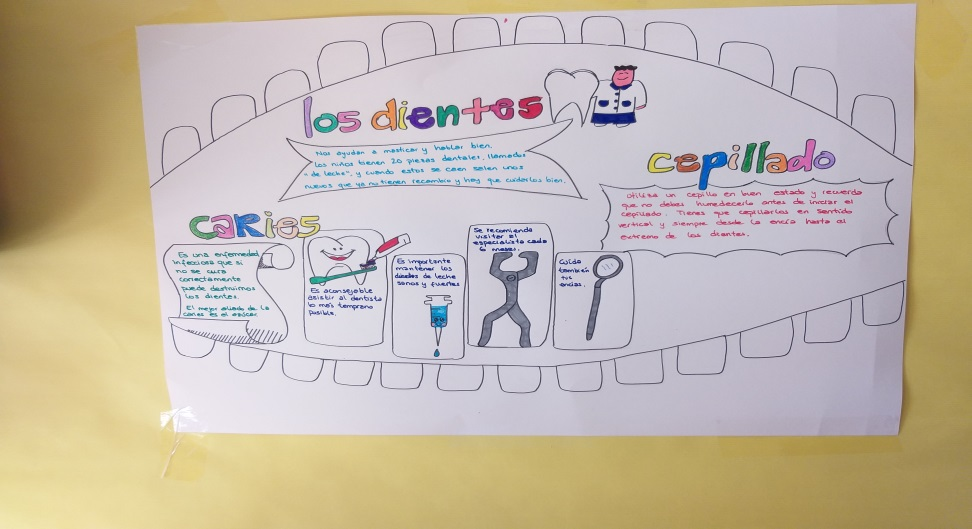 los dientes
Nos ayudan a masticar y hablar bien.
Los niños tienen 20 piesas dentales, llamadas
"de leche", y cuando estos se caen salen unos
nuevos que ya no tienen recambio y hay que cuidarlos bien.
cepillado
Utiliza un cepillo en buen estado y recuerda
que no debes humedecerlo antes de iniciar el
cepillado. Tienes que cepillarlos en sentido
vertical y siempre desde la encía hasta el
extremo de los dientes.
caries
Es una enfermedad
infecciosa que si
no se cura
correctamente
puede destruirnos
los dientes.
El mejor aliado de la
caries es el azúcar
Es aconsejable
asistir al dentista
lo más temprano
posible.
Es importante
mantener los
de leche
sanos y fuertes
Se recomienda
visitar al
especialista cada
6 meses.
Cuida
también
tus
encías.